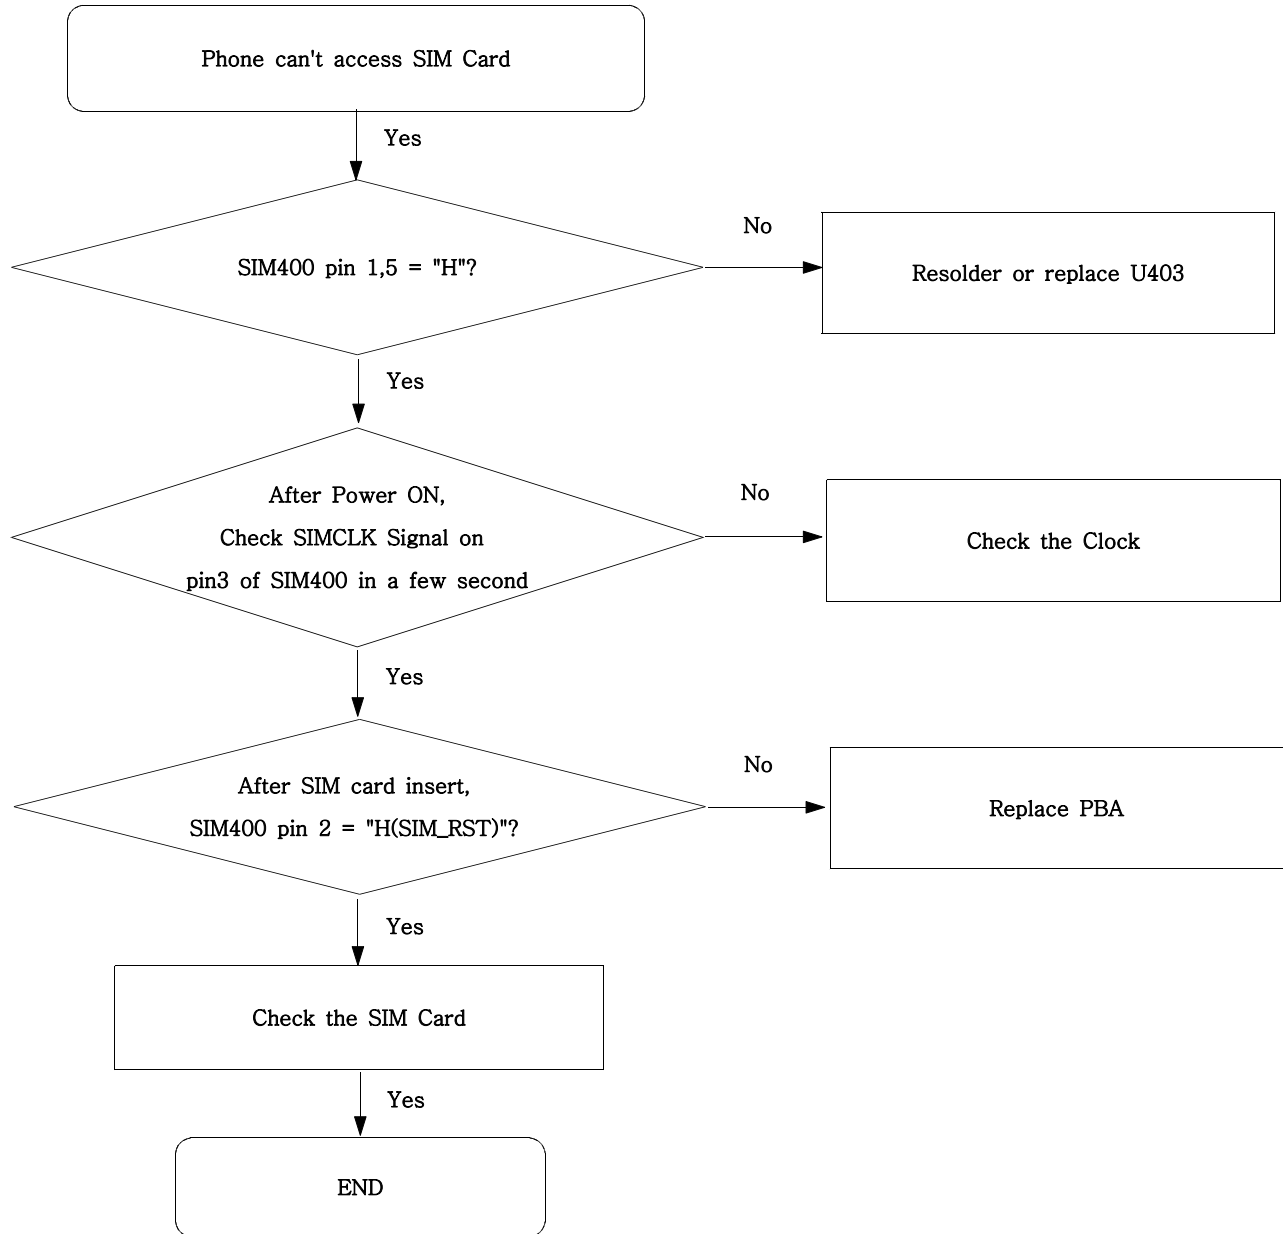 Phone can't access SIM Card
Yes
SIM400 pin 1,5 = "H"?
No
Resolder or replace U403
Yes
After Power ON,
Check SIMCLK Signal on
pin3 of SIM400 in a few second
No
Check the Clock
Yes
After SIM card insert,
SIM400 pin 2 = "H(SIM_RST)"?
No
Replace PBA
Yes
Check the SIM Card
Yes
END